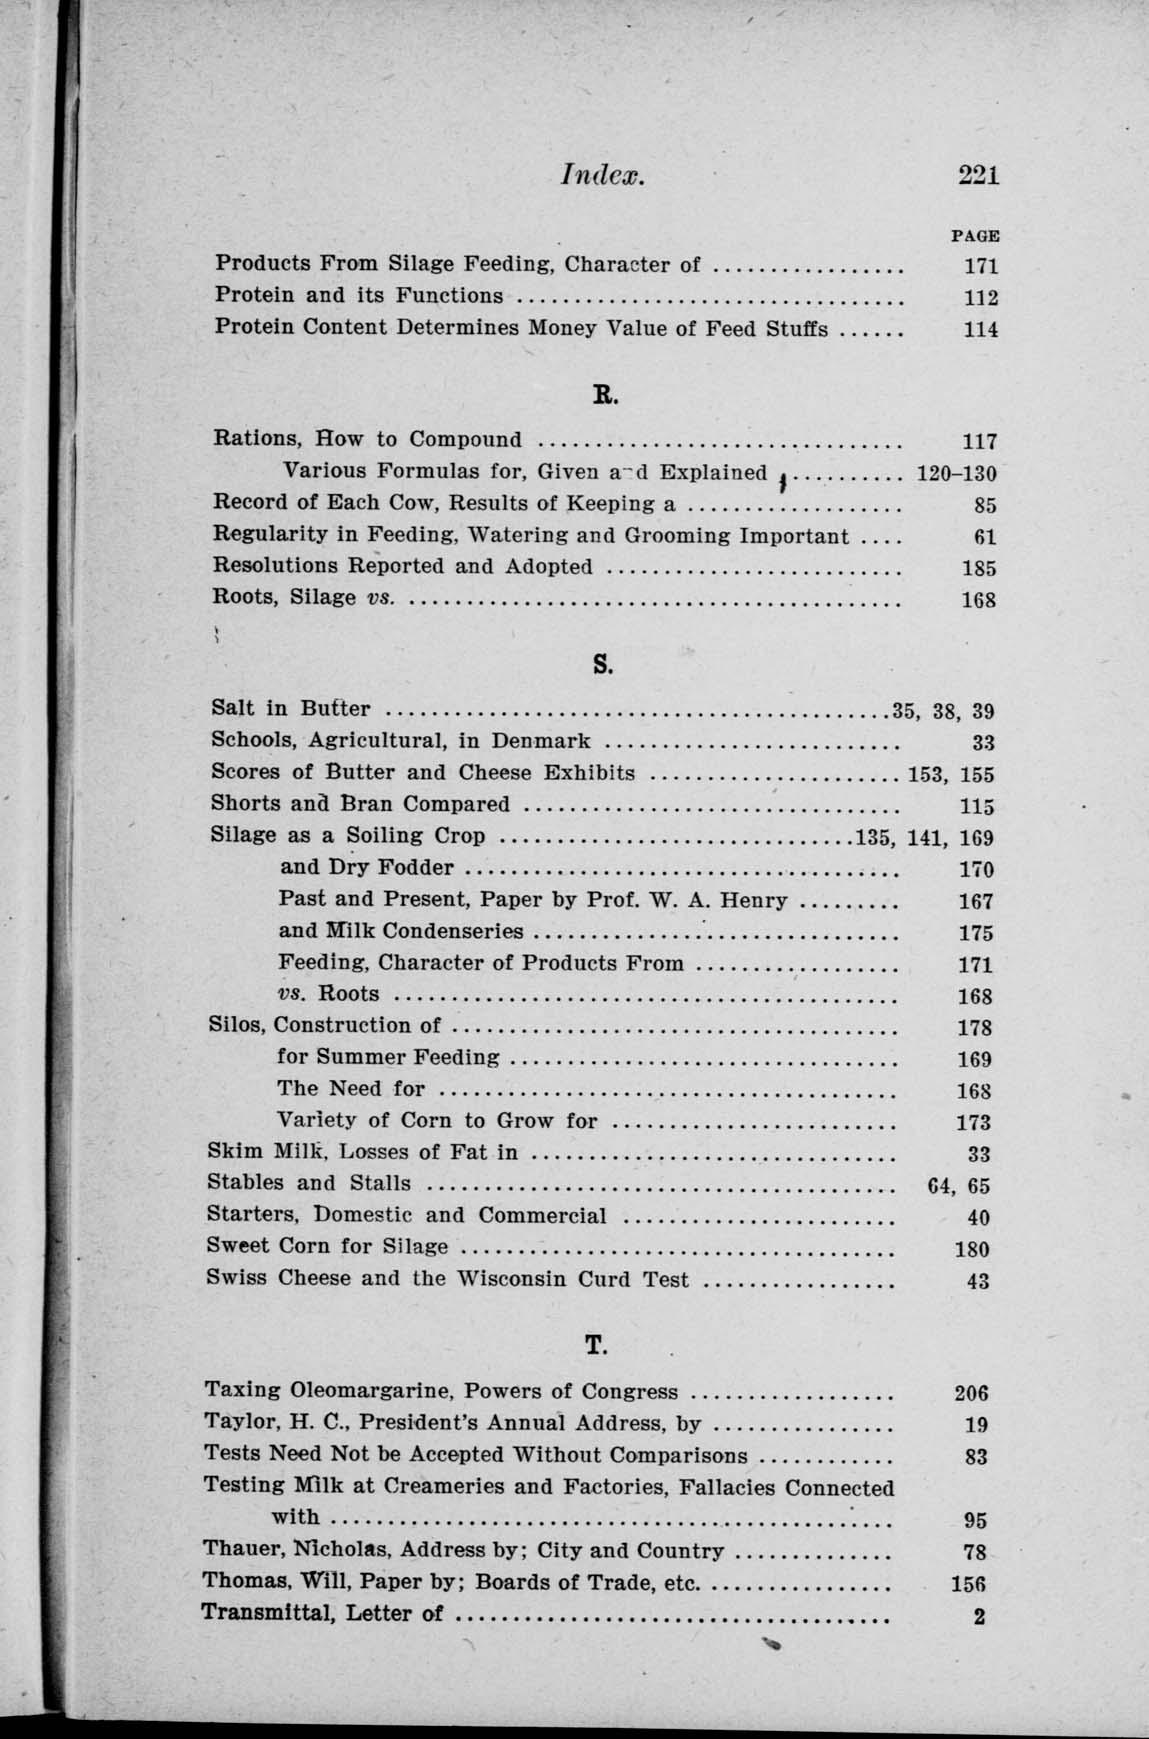 Index. 221
PAGE
Products From Silage Feeding, Character of ................. 171
Protein and its Functions .................................. 112
Protein Content Determines Money Value of Feed Stuffs ...... 114
R.
Rations, How to Compound ................................ 117
Various Formulas for, Given and Explained .......... 120–130
Record of Each Cow, Results of Keeping a ................... 85
Regularity in Feeding, Watering and Grooming Important .... 61
Resolutions Reported and Adopted .......................... 185
Roots, Silage vs. ........................................... 168
S.
Salt in Butter ............................................35, 38, 39
Schools, Agricultural, in Denmark .......................... 33
Scores of Butter and Cheese Exhibits ...................... 153, 155
Shorts and Bran Compared ................................. 115
Silage as a Soiling Crop ...............................135, 141, 169
and Dry Fodder ...................................... 170
Past and Present, Paper by Prof. W. A. Henry ......... 167
and Milk Condenseries ................................ 175
Feeding, Character of Products From .................. 171
vs. Roots ............................................ 168
Silos, Construction of ....................................... 178
for Summer Feeding .................................. 169
The Need for ........................................ 168
Variety of Corn to Grow for ......................... 173
Skim Milk, Losses of Fat in ................................ 33
Stables and Stalls ......................................... 64, 65
Starters, Domestic and Commercial ........................ 40
Sweet Corn for Silage ...................................... 180
Swiss Cheese and the Wisconsin Curd Test ................. 43
T.
Taxing Oleomargarine, Powers of Congress .................. 206
Taylor, H. C., President's Annual Address, by ................ 19
Tests Need Not be Accepted Without Comparisons ............ 83
Testing Milk at Creameries and Factories, Fallacies Connected
with ................................................. 95
Thauer, Nicholas, Address by; City and Country .............. 78
Thomas, Will, Paper by; Boards of Trade, etc. ................ 156
Transmittal, Letter of ...................................... 2